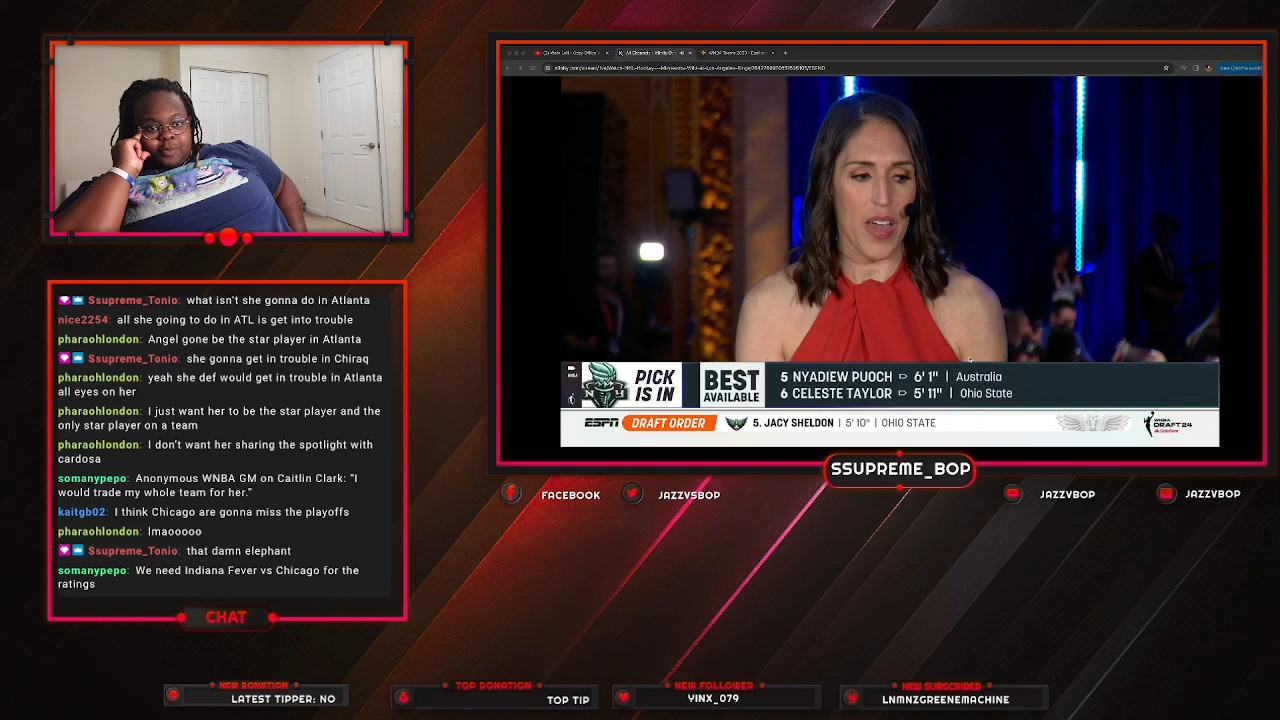 Ssupreme_Tonio: what isn't she gonna do in Atlanta
nice2254: all she going to do in ATL is get into trouble
pharaohlondon: Angel gone be the star player in Atlanta
Ssupreme_Tonio: she gonna get in trouble in Chiraq
pharaohlondon: yeah she def would get in trouble in Atlanta
all eyes on her
pharaohlondon: I just want her to be the star player and the
only star player on a team
pharaohlondon: I don't want her sharing the spotlight with
cardosa
somanypepo: Anonymous WNBA GM on Caitlin Clark: "I
would trade my whole team for her."
kaitgb02: I think Chicago are gonna miss the playoffs
pharaohlondon: lmaoooo
Ssupreme_Tonio: that damn elephant
somanypepo: We need Indiana Fever vs Chicago for the
ratings
CHAT
PICK
IS IN
BEST
AVAILABLE
5 NYADIEW PUOCH 6' 1" | Australia
6 CELESTE TAYLOR 5' 11" | Ohio State
ESPN DRAFT ORDER 5. JACY SHELDON | 5' 10" | OHIO STATE
WNBA
DRAFT'24
SSUPREME_BOP
FACEBOOK
JAZZVSBOP
JAZZVBOP
JAZZVBOP
NEW DONATION
LATEST TIPPER: NO
TOP DONATION
TOP TIP
NEW FOLLOWER
YINX_079
NEW SUBSCRIBER
LNMNZGREENEMACHINE